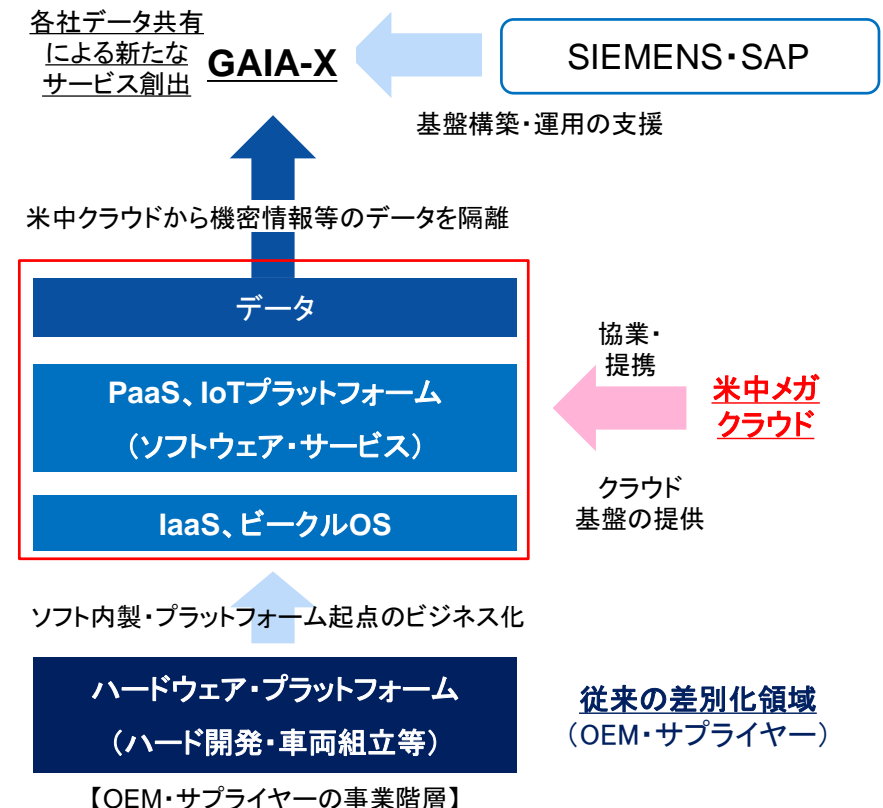 各社データ共有
による新たな
サービス創出
GAIA-X
SIEMENS・SAP
基盤構築・運用の支援
米中クラウドから機密情報等のデータを隔離
データ
PaaS、IoTプラットフォーム
（ソフトウェア・サービス）
IaaS、ビークルOS
協業・
提携
米中メガ
クラウド
クラウド
基盤の提供
ソフト内製・プラットフォーム起点のビジネス化
ハードウェア・プラットフォーム
（ハード開発・車両組立等）
従来の差別化領域
（OEM・サプライヤー）
【OEM・サプライヤーの事業階層】